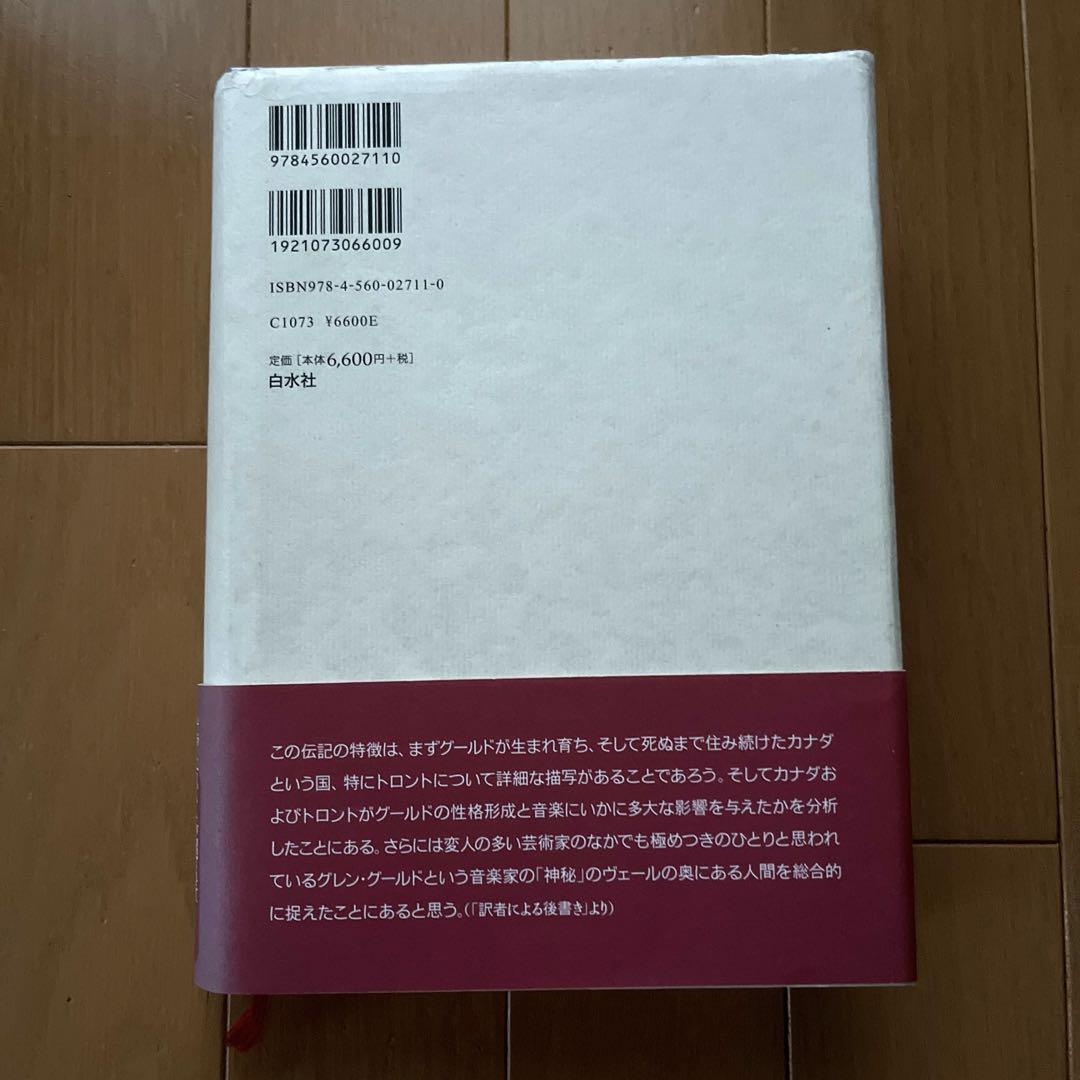 9784560027110
1921073066009
ISBN978-4-560-02711-0
C1073 ¥6600E
定価［本体6,600円＋税］
白水社
この伝記の特徴は、まずグールドが生まれ育ち、そして死ぬまで住み続けたカナダ
という国、特にトロントについて詳細な描写があることであろう。そしてカナダお
よびトロントがグールドの性格形成と音楽にいかに多大な影響を与えたかを分析
したことにある。さらには変人の多い芸術家のなかでも極めつきのひとりと思われ
ているグレン・グールドという音楽家の「神秘」のヴェールの奥にある人間を総合的
に捉えたことにあると思う。（「訳者による後書き」より）